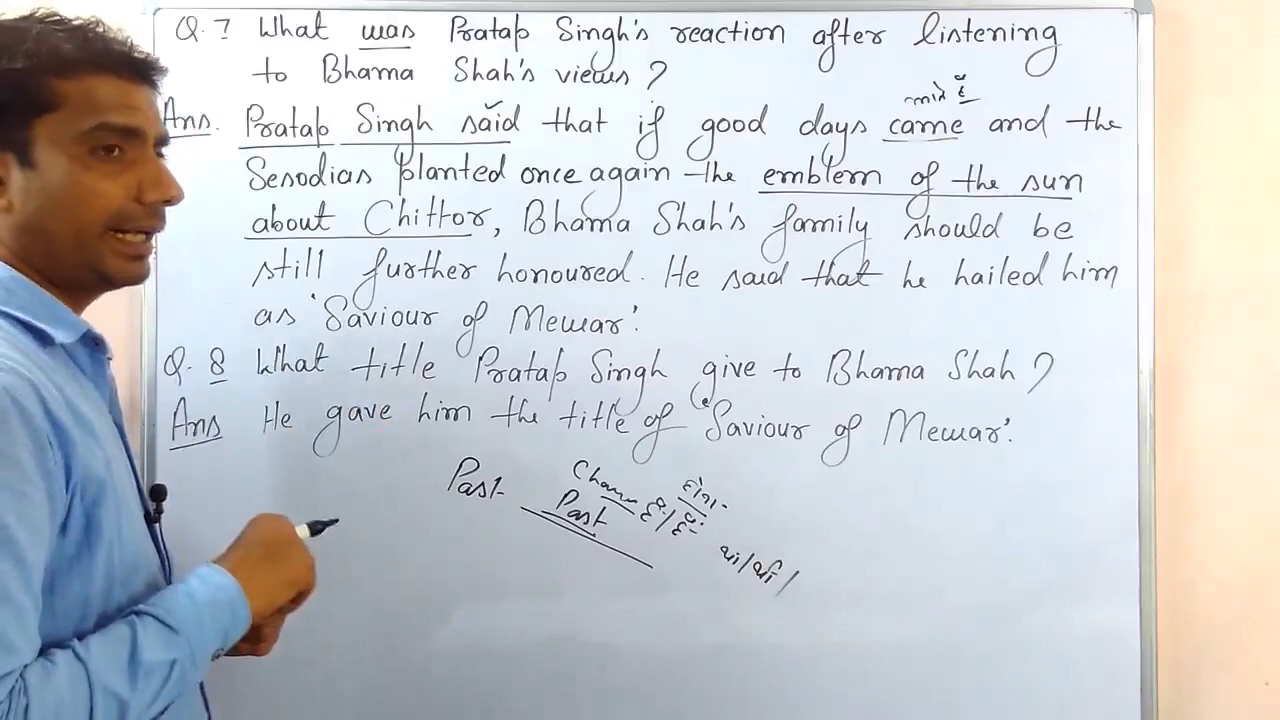 Q.7 What was Pratap Singh's reaction after listening
to Bhama Shah's views?
Ans. Pratap Singh said that if good days came and the
Sesodias planted once again the emblem of the sun
about Chittor, Bhama Shah's family should be
still further honoured. He said that he hailed him
as 'Saviour of Mewar'.
Q.8 What title Pratap Singh give to Bhama Shah?
Ans He gave him the title of 'Saviour of Mewar'.
Past
Past